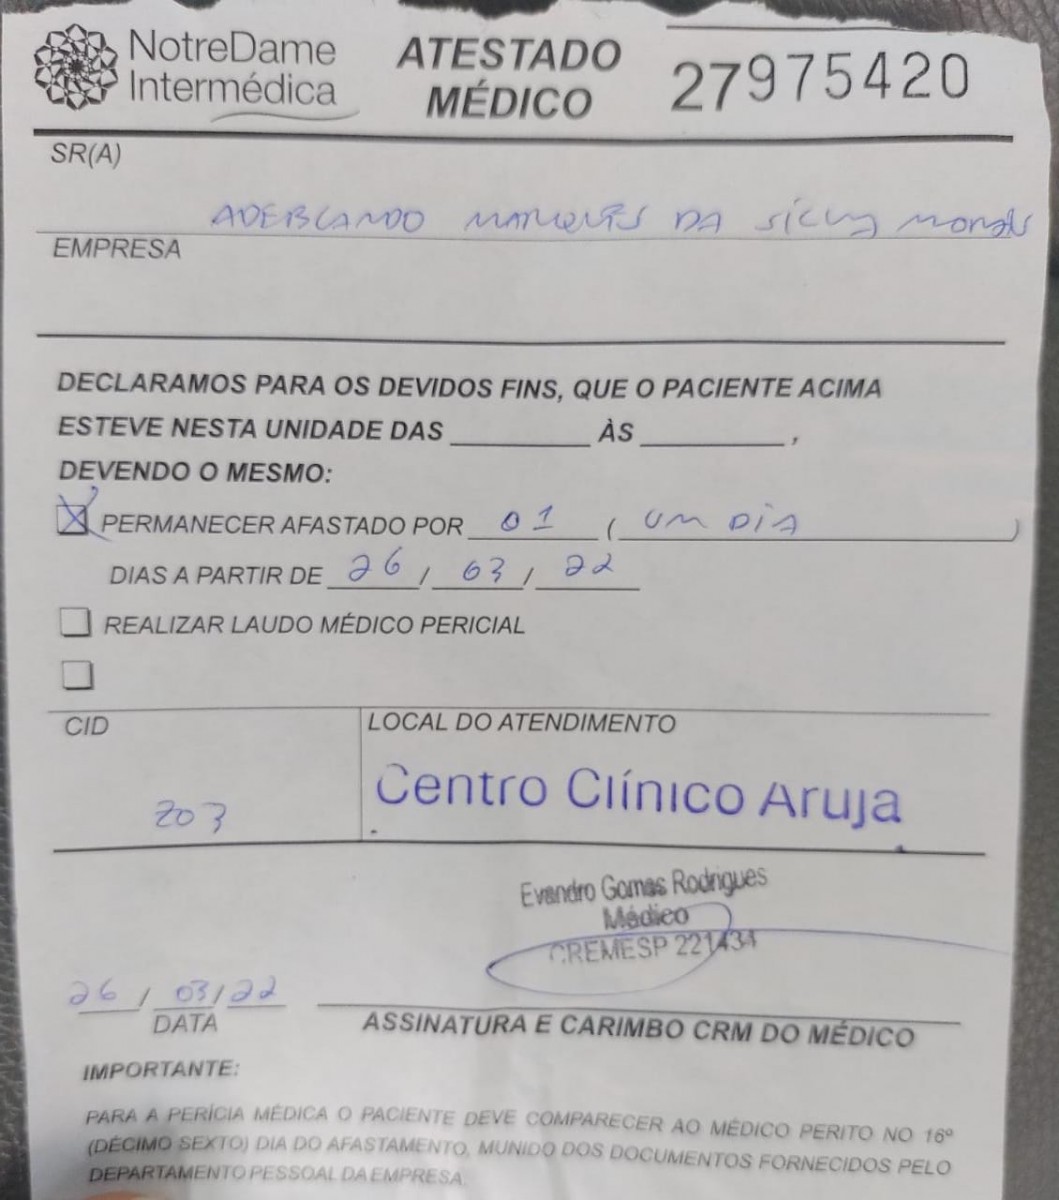 NotreDame
Intermédica
ATESTADO
MÉDICO
27975420
SR(A)
ADEBLANDO MARQUES DA SILVA MORAIS
EMPRESA
DECLARAMOS PARA OS DEVIDOS FINS, QUE O PACIENTE ACIMA
ESTEVE NESTA UNIDADE DAS ________ ÀS ________ ,
DEVENDO O MESMO:
X PERMANECER AFASTADO POR 01 ( UM DIA )
DIAS A PARTIR DE 26 / 03 / 22
REALIZAR LAUDO MÉDICO PERICIAL
CID
LOCAL DO ATENDIMENTO
Z03
Centro Clínico Aruja
Evandro Gomes Rodrigues
Médico
CREMESP 221434
26 / 03 / 22
DATA
ASSINATURA E CARIMBO CRM DO MÉDICO
IMPORTANTE:
PARA A PERÍCIA MÉDICA O PACIENTE DEVE COMPARECER AO MÉDICO PERITO NO 16º
(DÉCIMO SEXTO) DIA DO AFASTAMENTO, MUNIDO DOS DOCUMENTOS FORNECIDOS PELO
DEPARTAMENTO PESSOAL DA EMPRESA.